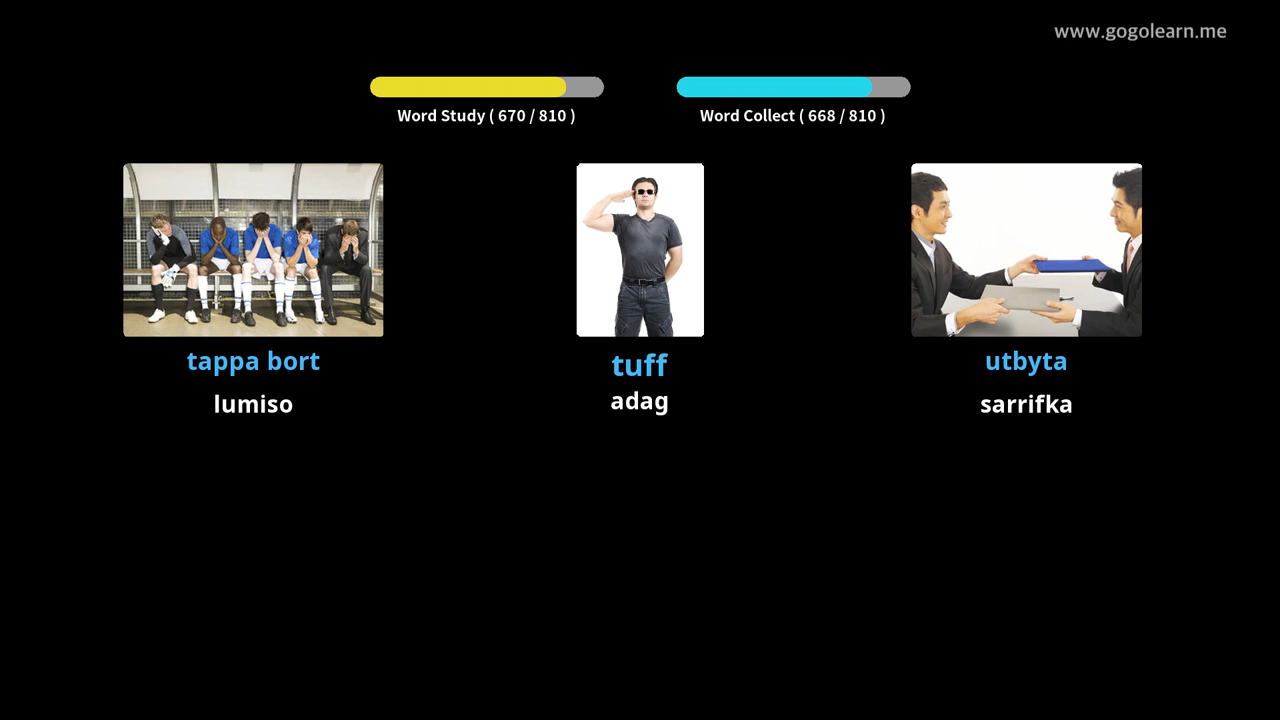 www.gogolearn.me
Word Study ( 670 / 810 )
Word Collect ( 668 / 810 )
tappa bort
tuff
utbyta
lumiso
adag
sarrifka